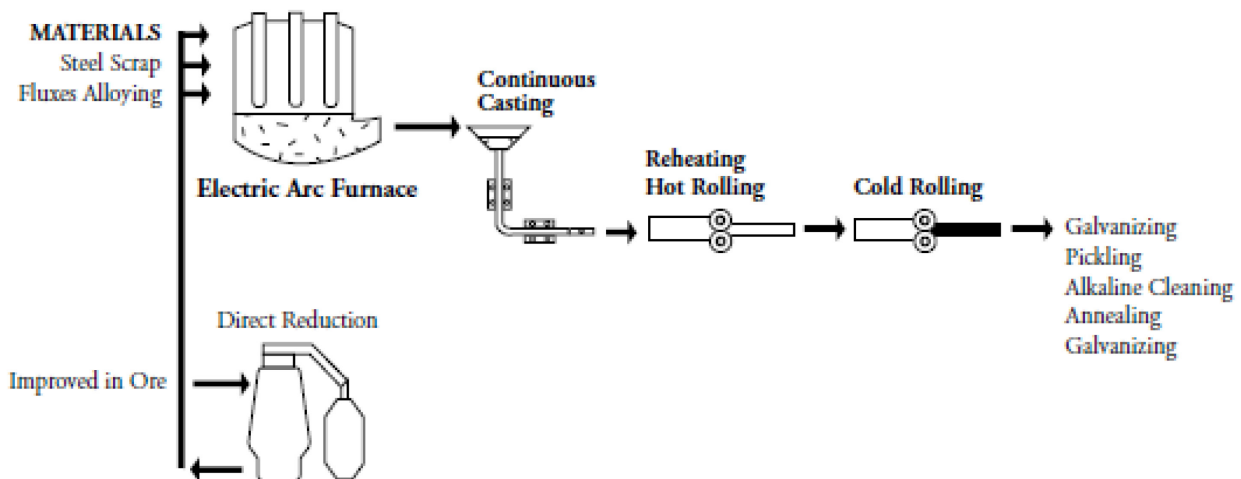 MATERIALS
Steel Scrap
Fluxes Alloying
Electric Arc Furnace
Continuous
Casting
Reheating
Hot Rolling
Cold Rolling
Galvanizing
Pickling
Alkaline Cleaning
Annealing
Galvanizing
Direct Reduction
Improved in Ore